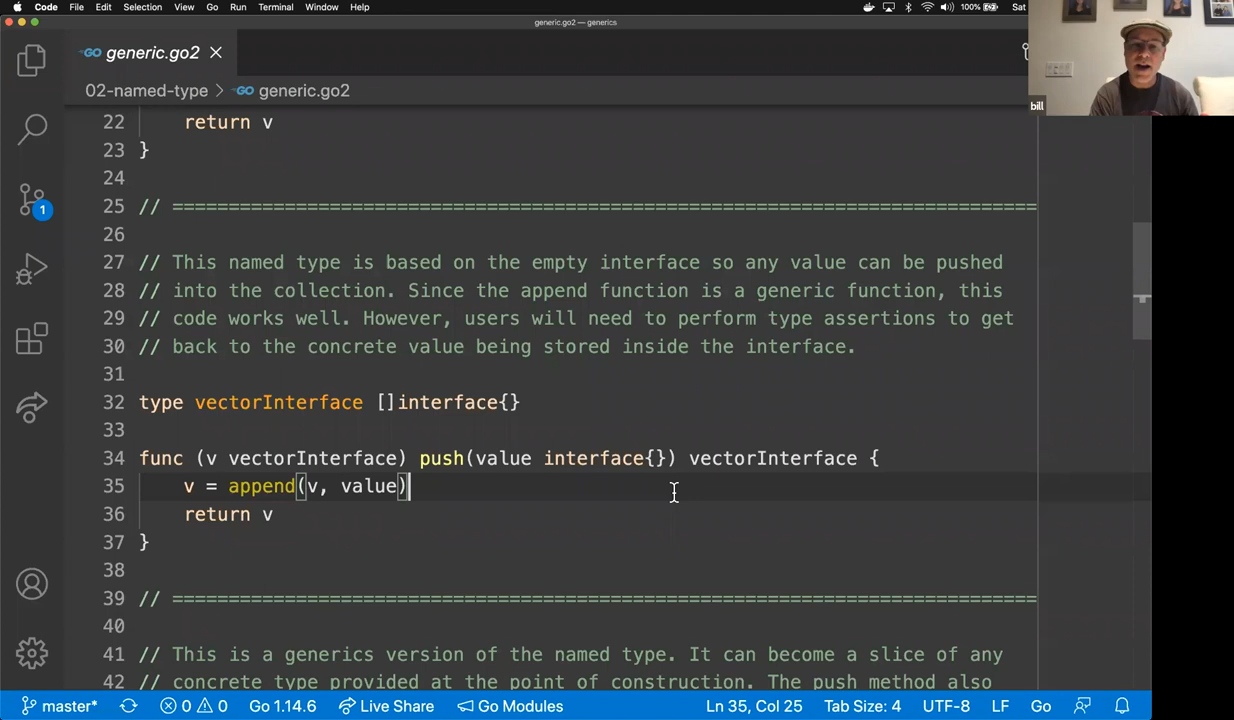 Code File Edit Selection View Go Run Terminal Window Help 100% Sat
generic.go2 — generics
GO generic.go2
02-named-type > GO generic.go2
bill
22 return v
23 }
24
25 // =============================================================================
26
27 // This named type is based on the empty interface so any value can be pushed
28 // into the collection. Since the append function is a generic function, this
29 // code works well. However, users will need to perform type assertions to get
30 // back to the concrete value being stored inside the interface.
31
32 type vectorInterface []interface{}
33
34 func (v vectorInterface) push(value interface{}) vectorInterface {
35 v = append(v, value)
36 return v
37 }
38
39 // =============================================================================
40
41 // This is a generics version of the named type. It can become a slice of any
42 // concrete type provided at the point of construction. The push method also
1
master* 0 0 Go 1.14.6 Live Share Go Modules Ln 35, Col 25 Tab Size: 4 UTF-8 LF Go